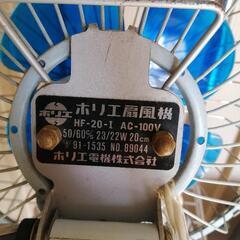 ホリエ ホリエ扇風機
HF-20-I AC-100V
50/60% 23/22W 20cm
91-1535 NO. 89044
ホリエ電機株式会社